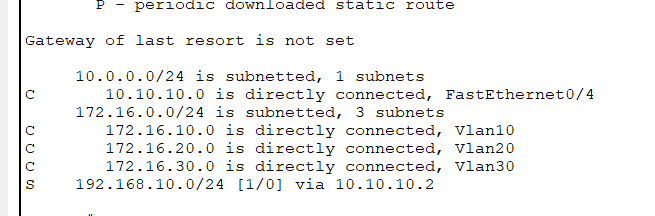 P - periodic downloaded static route
Gateway of last resort is not set
10.0.0.0/24 is subnetted, 1 subnets
C 10.10.10.0 is directly connected, FastEthernet0/4
172.16.0.0/24 is subnetted, 3 subnets
C 172.16.10.0 is directly connected, Vlan10
C 172.16.20.0 is directly connected, Vlan20
C 172.16.30.0 is directly connected, Vlan30
S 192.168.10.0/24 [1/0] via 10.10.10.2